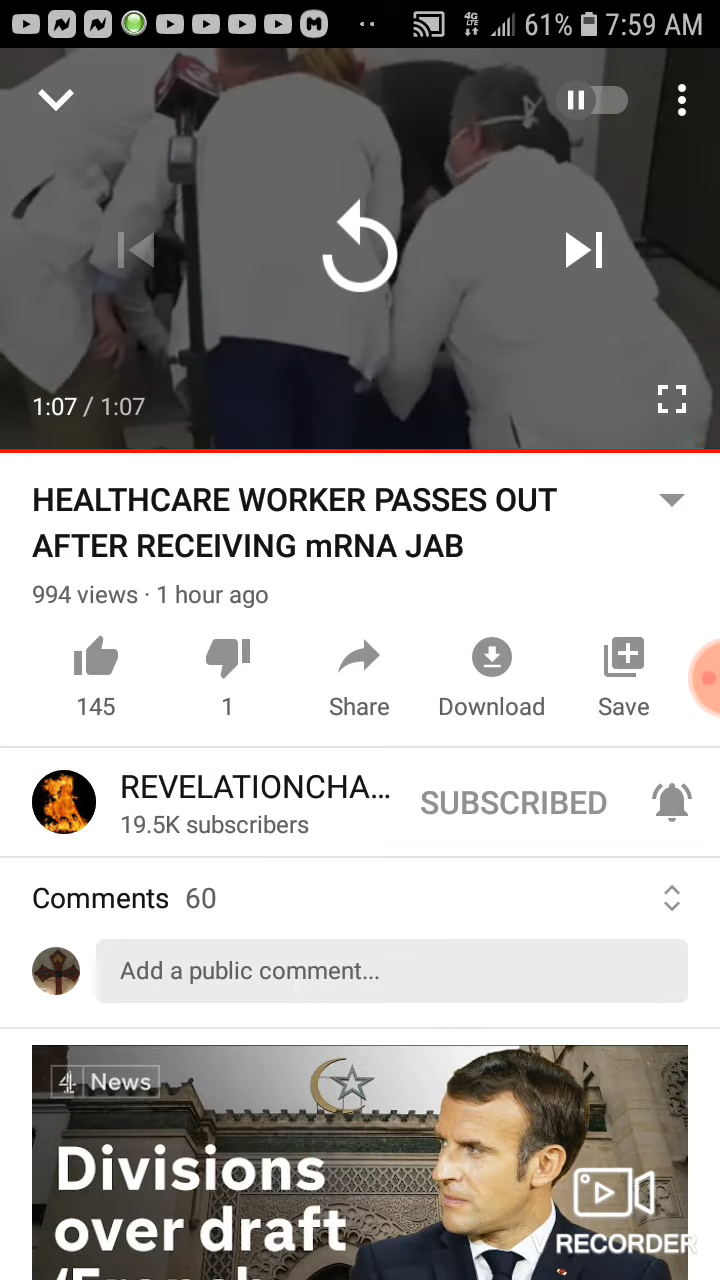 4G LTE 61% 7:59 AM
1:07 / 1:07
HEALTHCARE WORKER PASSES OUT
AFTER RECEIVING mRNA JAB
994 views · 1 hour ago
145 1 Share Download Save
REVELATIONCHA... SUBSCRIBED
19.5K subscribers
Comments 60
Add a public comment...
4 News
Divisions
over draft
V RECORDER